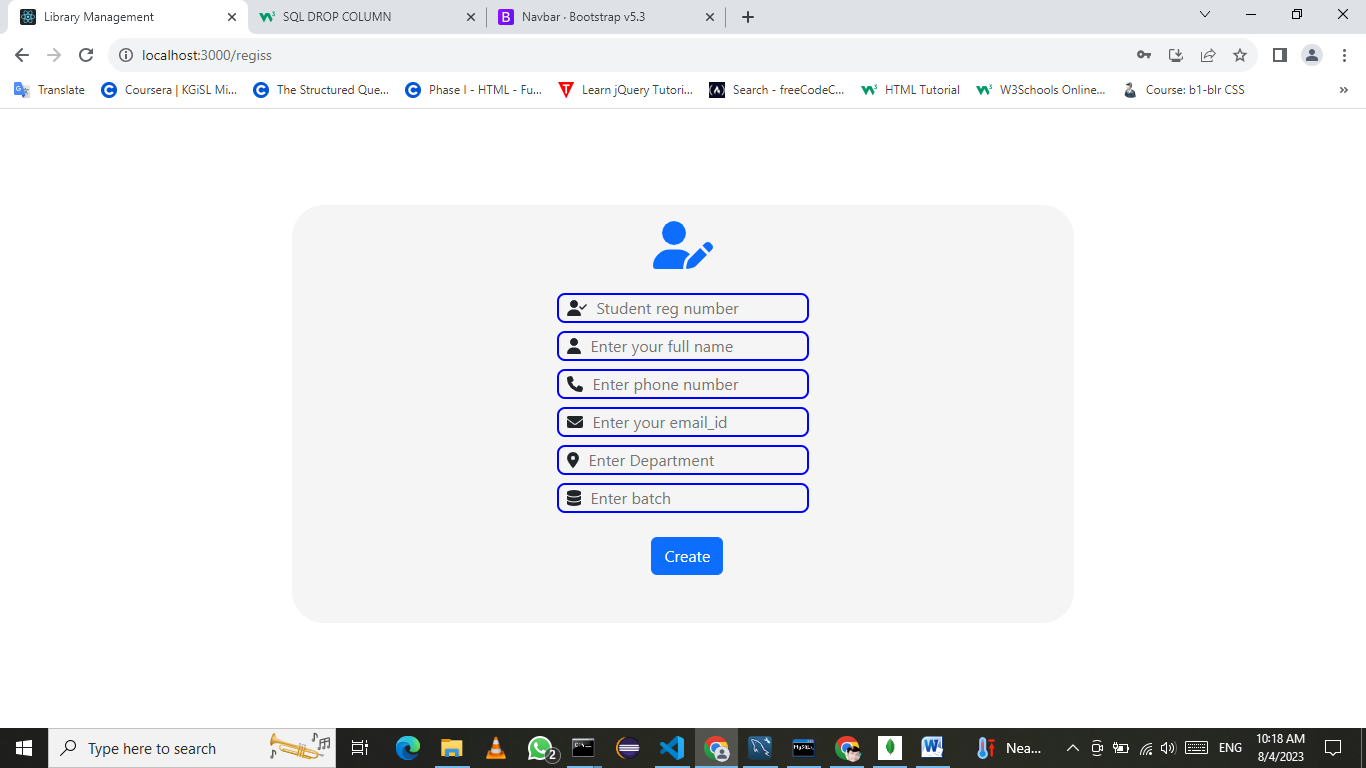 Library Management
SQL DROP COLUMN
Navbar · Bootstrap v5.3
localhost:3000/regiss
Translate
Coursera | KGiSL Mi...
The Structured Que...
Phase I - HTML - Fu...
Learn jQuery Tutori...
Search - freeCodeC...
HTML Tutorial
W3Schools Online...
Course: b1-blr CSS
Student reg number
Enter your full name
Enter phone number
Enter your email_id
Enter Department
Enter batch
Create
Type here to search
2
Nea...
ENG
10:18 AM
8/4/2023